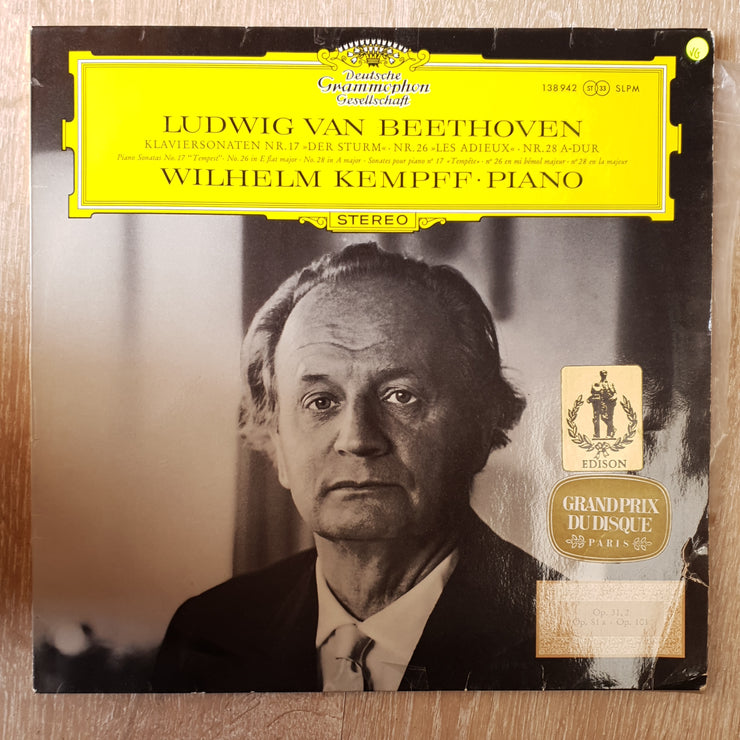 Deutsche
Grammophon
Gesellschaft
138 942 ST 33 SLPM
VG
LUDWIG VAN BEETHOVEN
KLAVIERSONATEN NR.17 »DER STURM« · NR.26 »LES ADIEUX« · NR.28 A-DUR
Piano Sonatas No. 17 "Tempest" · No. 26 in E flat major · No. 28 in A major · Sonates pour piano nº 17 «Tempête» · nº 26 en mi bémol majeur · nº 28 en la majeur
WILHELM KEMPFF · PIANO
STEREO
EDISON
GRAND PRIX
DU DISQUE
PARIS
Op. 31, 2
Op. 81 a · Op. 101